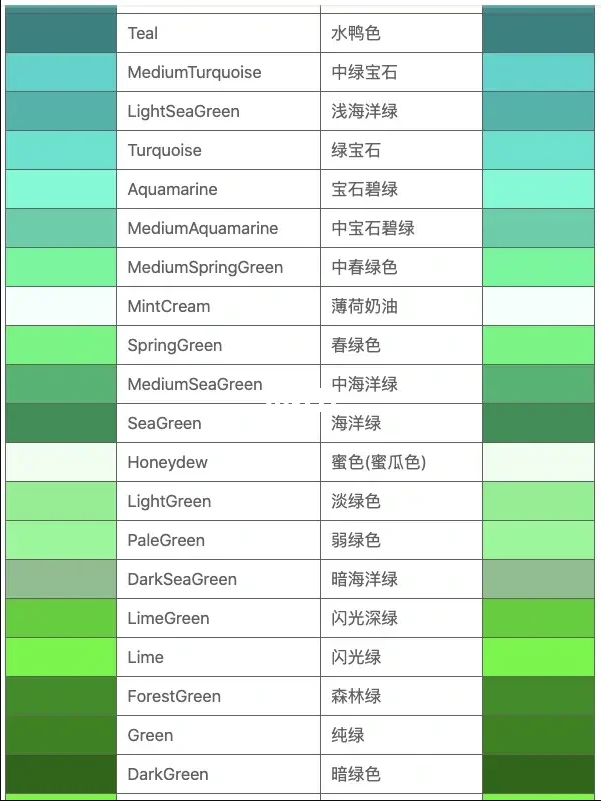 Teal 水鸭色
MediumTurquoise 中绿宝石
LightSeaGreen 浅海洋绿
Turquoise 绿宝石
Aquamarine 宝石碧绿
MediumAquamarine 中宝石碧绿
MediumSpringGreen 中春绿色
MintCream 薄荷奶油
SpringGreen 春绿色
MediumSeaGreen 中海洋绿
SeaGreen 海洋绿
Honeydew 蜜色(蜜瓜色)
LightGreen 淡绿色
PaleGreen 弱绿色
DarkSeaGreen 暗海洋绿
LimeGreen 闪光深绿
Lime 闪光绿
ForestGreen 森林绿
Green 纯绿
DarkGreen 暗绿色